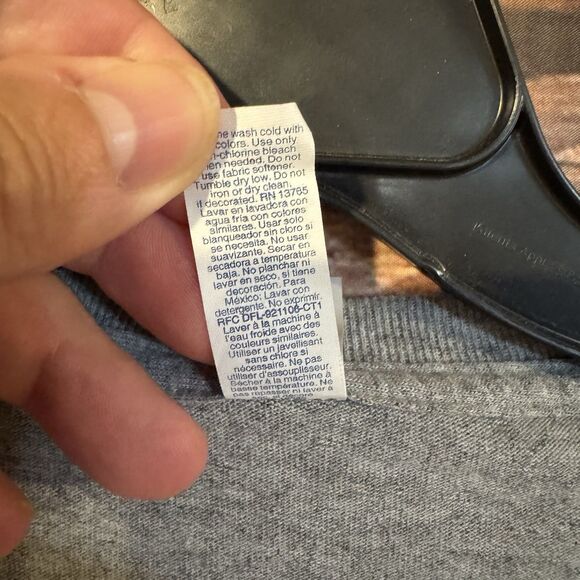 ne wash cold with
colors. Use only
-chlorine bleach
en needed. Do not
use fabric softener.
Tumble dry low. Do not
iron or dry clean,
if decorated. RN 13765
Lavar en lavadora con
agua fria con colores
similares. Usar solo
blanqueador sin cloro si
se necesita. No usar
suavizante. Secar en
secadora a temperatura
baja. No planchar ni
lavar en seco, si tiene
decoración. Para
México: Lavar con
detergente. No exprimir.
RFC DFL-921106-CT1
Laver à la machine à
l'eau froide avec des
couleurs similaires.
Utiliser un javellisant
sans chlore si
nécessaire. Ne pas
utiliser d'assouplisseur.
Sécher à la machine à
basse température. Ne
pas repasser ni laver à